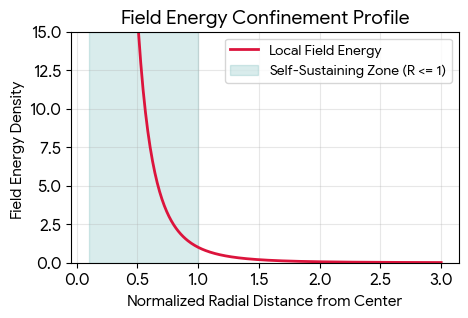 Field Energy Confinement Profile
15.0
12.5
10.0
7.5
5.0
2.5
0.0
Field Energy Density
Local Field Energy
Self-Sustaining Zone (R <= 1)
0.0 0.5 1.0 1.5 2.0 2.5 3.0
Normalized Radial Distance from Center